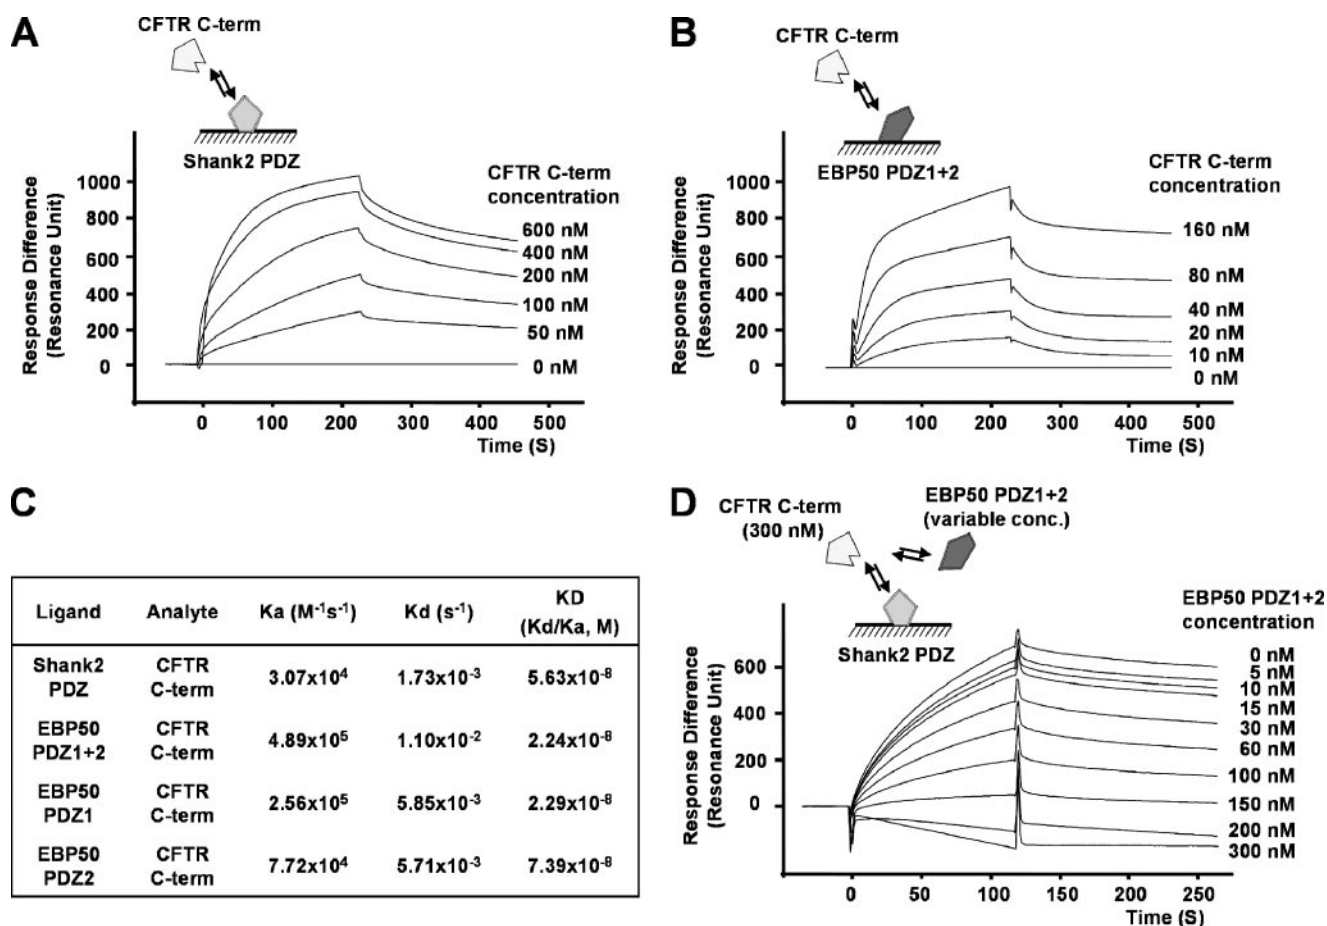 A
CFTR C-term
Shank2 PDZ
Response Difference
(Resonance Unit)
1000
800
600
400
200
0
CFTR C-term
concentration
600 nM
400 nM
200 nM
100 nM
50 nM
0 nM
0 100 200 300 400 500
Time (S)
B
CFTR C-term
EBP50 PDZ1+2
Response Difference
(Resonance Unit)
1000
800
600
400
200
0
CFTR C-term
concentration
160 nM
80 nM
40 nM
20 nM
10 nM
0 nM
0 100 200 300 400 500
Time (S)
C
Ligand Analyte Ka (M⁻¹s⁻¹) Kd (s⁻¹) KD (Kd/Ka, M)
Shank2 PDZ CFTR C-term 3.07x10⁴ 1.73x10⁻³ 5.63x10⁻⁸
EBP50 PDZ1+2 CFTR C-term 4.89x10⁵ 1.10x10⁻² 2.24x10⁻⁸
EBP50 PDZ1 CFTR C-term 2.56x10⁵ 5.85x10⁻³ 2.29x10⁻⁸
EBP50 PDZ2 CFTR C-term 7.72x10⁴ 5.71x10⁻³ 7.39x10⁻⁸
D
CFTR C-term
(300 nM)
EBP50 PDZ1+2
(variable conc.)
Shank2 PDZ
Response Difference
(Resonance Unit)
600
400
200
0
EBP50 PDZ1+2
concentration
0 nM
5 nM
10 nM
15 nM
30 nM
60 nM
100 nM
150 nM
200 nM
300 nM
0 50 100 150 200 250
Time (S)